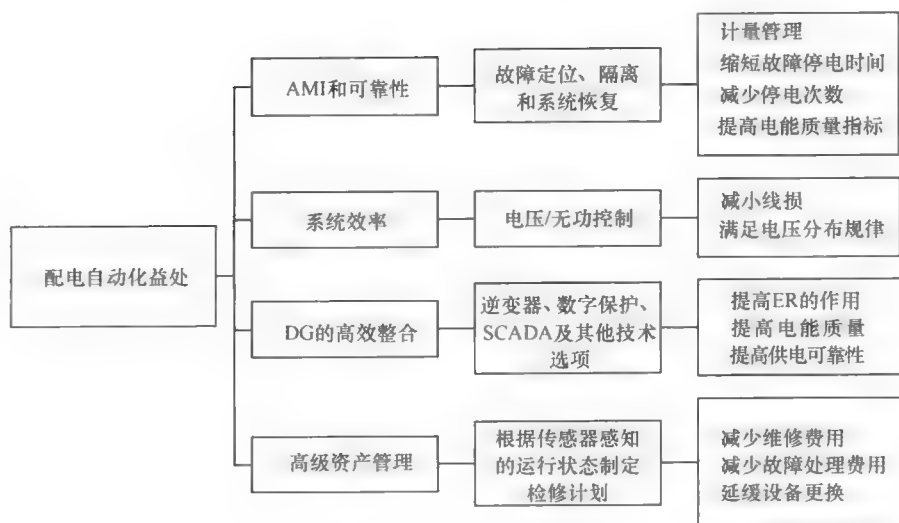 配电自动化益处
AMI和可靠性
故障定位、隔离
和系统恢复
计量管理
缩短故障停电时间
减少停电次数
提高电能质量指标
系统效率
电压/无功控制
减小线损
满足电压分布规律
DG的高效整合
逆变器、数字保护、
SCADA及其他技术
选项
提高ER的作用
提高电能质量
提高供电可靠性
高级资产管理
根据传感器感知
的运行状态制定
检修计划
减少维修费用
减少故障处理费用
延缓设备更换